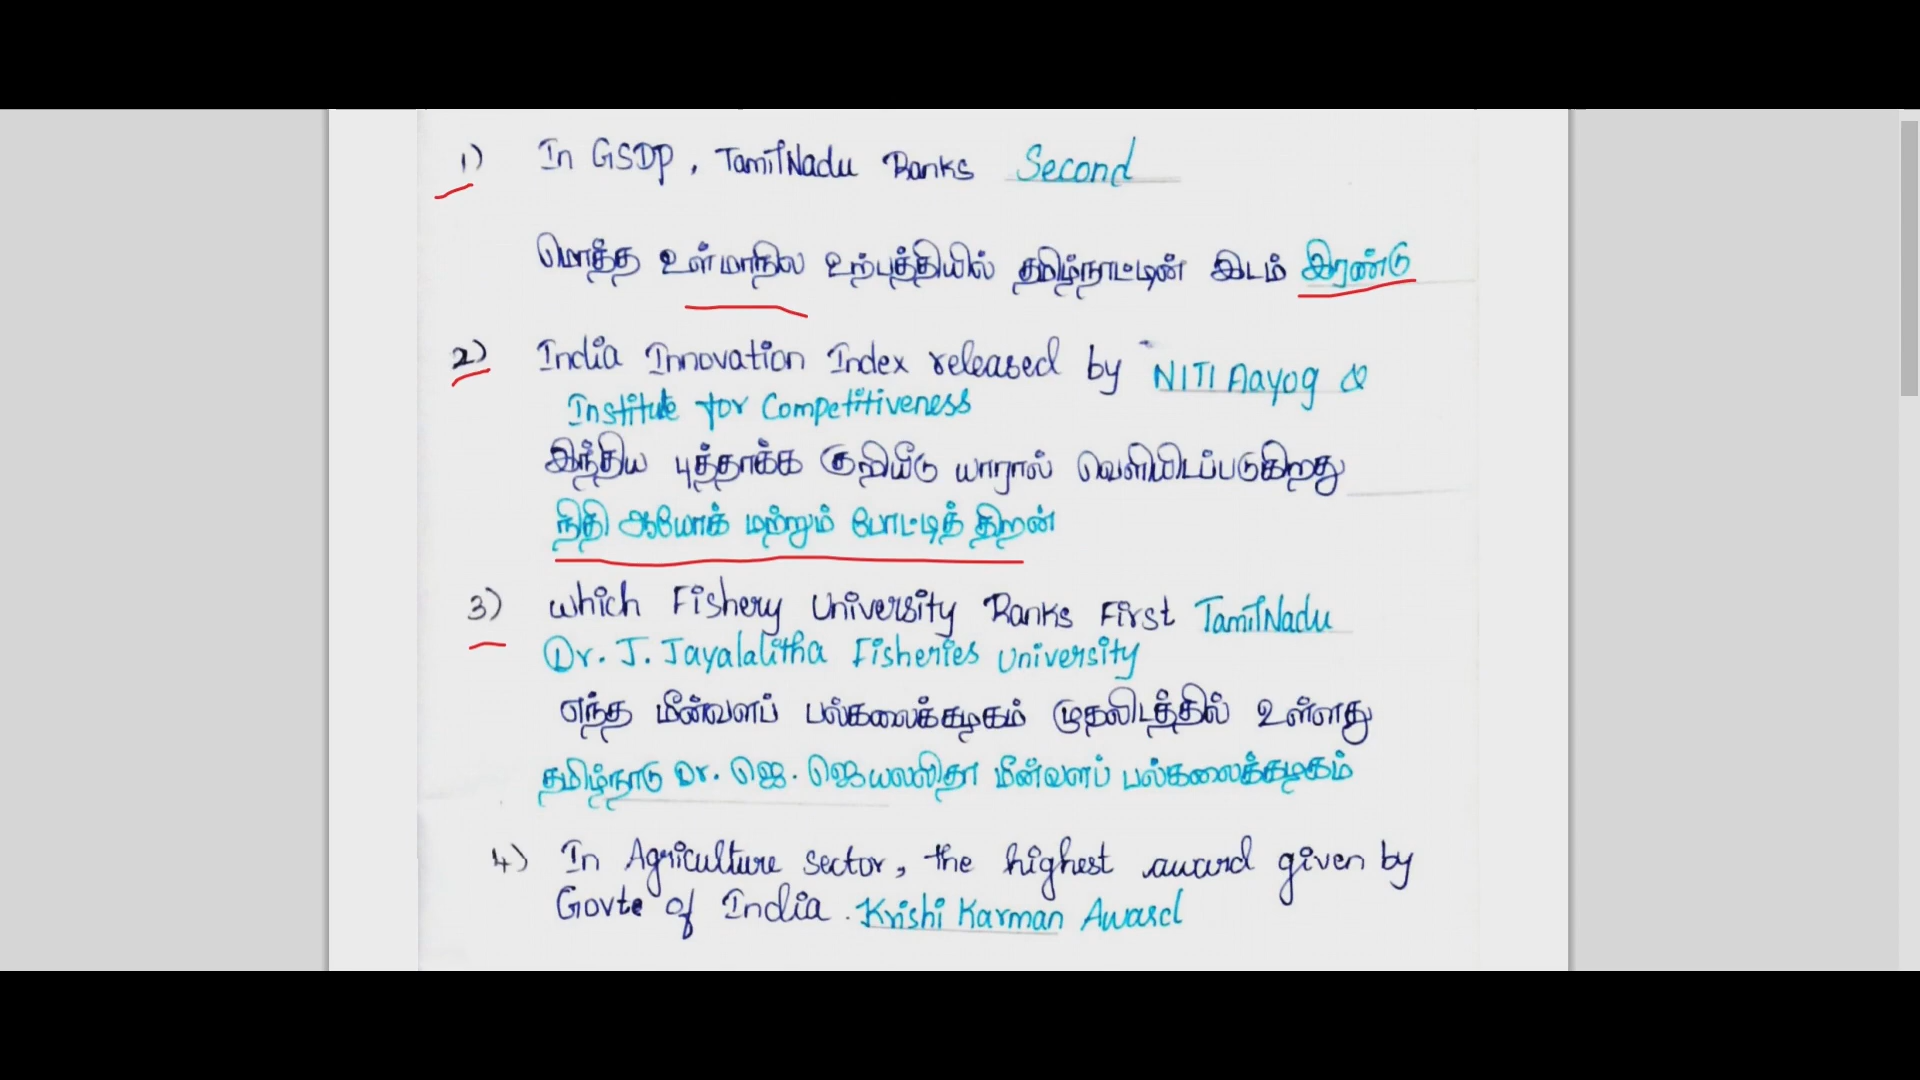 1) In GSDP, TamilNadu Ranks Second
மொத்த உள்மாநில உற்பத்தியில் தமிழ்நாட்டின் இடம் இரண்டு
2) India Innovation Index released by NITI Aayog &
Institute for Competitiveness
இந்திய புத்தாக்க குறியீடு யாரால் வெளியிடப்படுகிறது
நிதி ஆயோக் மற்றும் போட்டித் திறன்
3) which Fishery University Ranks First TamilNadu
Dr. J. Jayalalitha Fisheries University
எந்த மீன்வளப் பல்கலைக்கழகம் முதலிடத்தில் உள்ளது
தமிழ்நாடு Dr. ஜெ. ஜெயலலிதா மீன்வளப் பல்கலைக்கழகம்
4) In Agriculture sector, the highest award given by
Govte of India. Krishi Karman Award